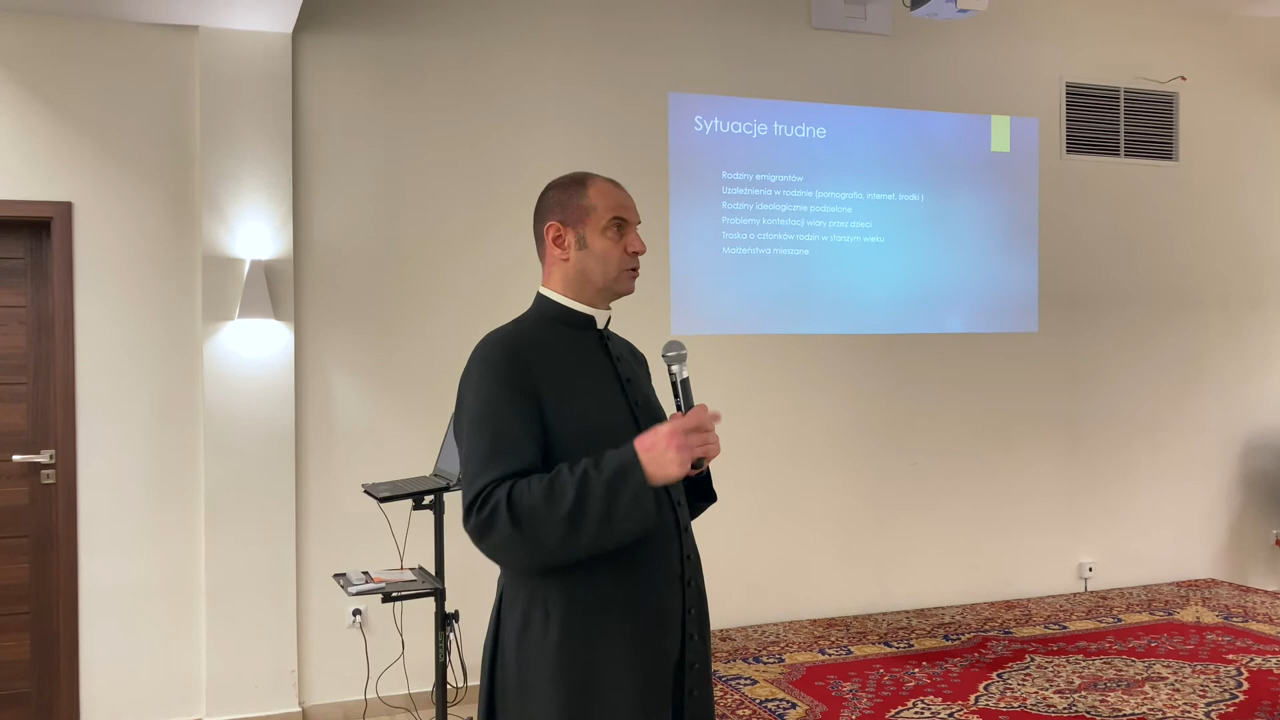 Sytuacje trudne
Rodziny emigrantów
Uzależnienia w rodzinie (pornografia, internet, środki )
Rodziny ideologicznie podzielone
Problemy kontestacji wiary przez dzieci
Troska o członków rodzin w starszym wieku
Małżeństwa mieszane